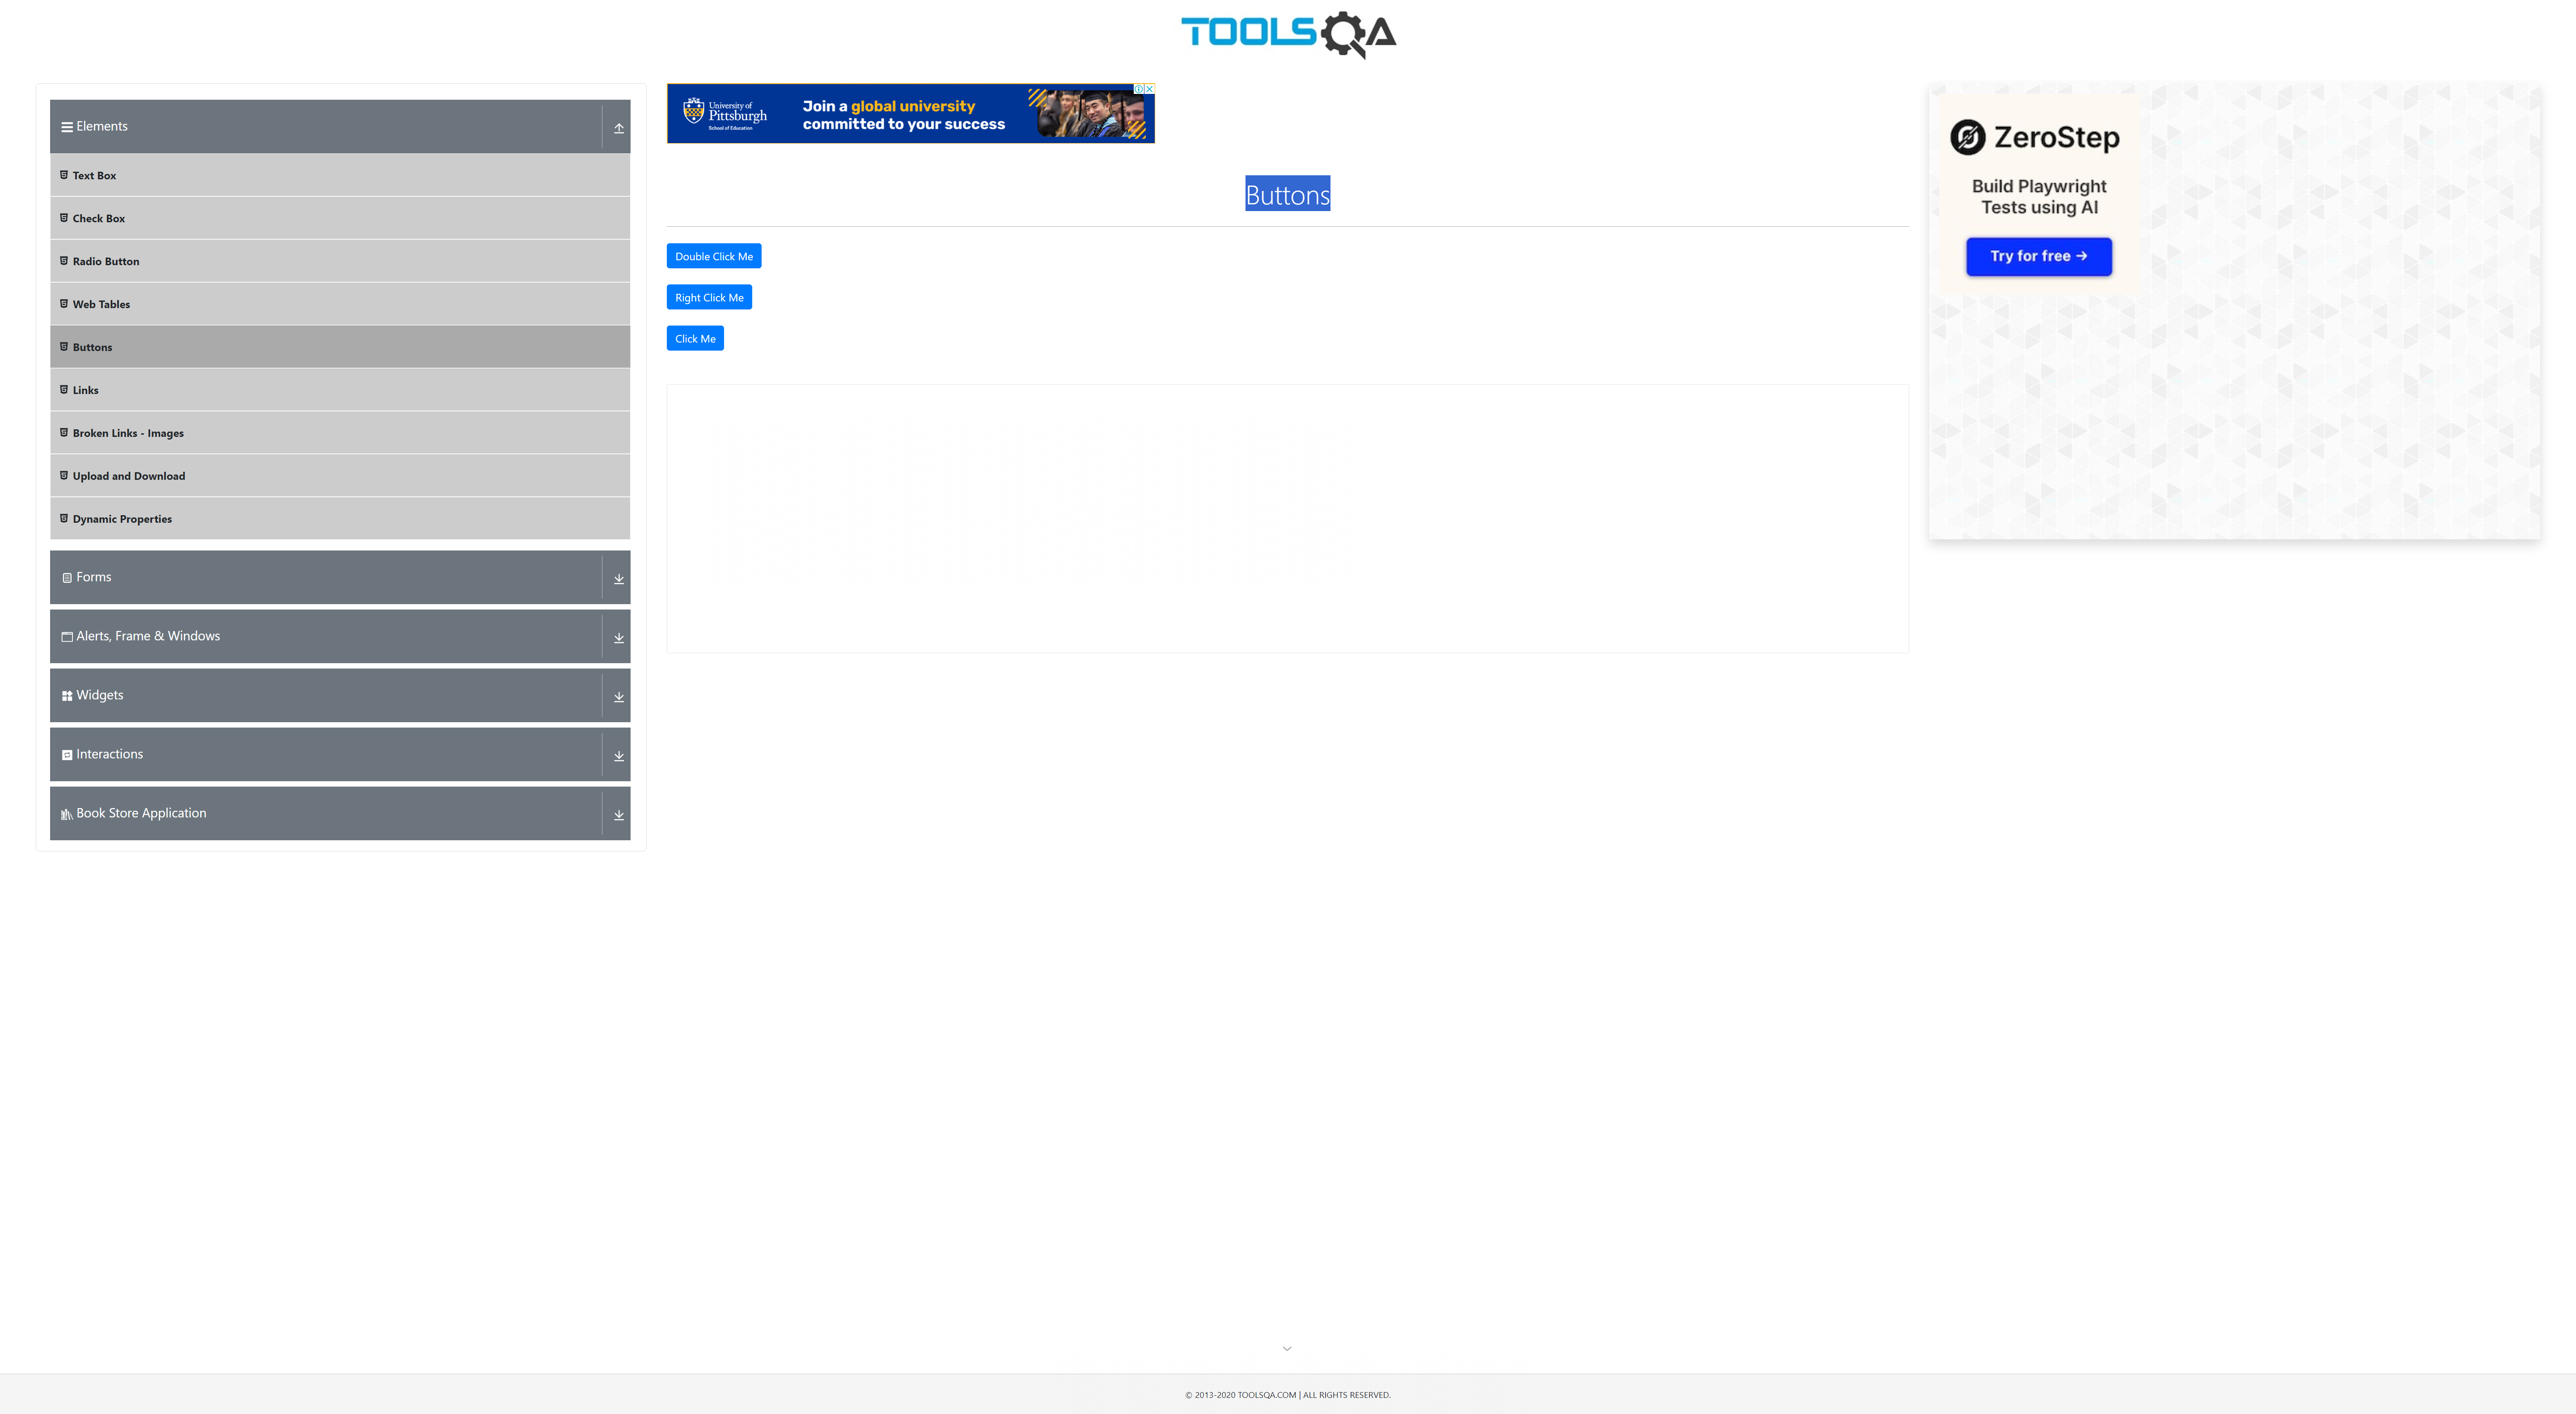 TOOLSQA
Elements
Text Box
Check Box
Radio Button
Web Tables
Buttons
Links
Broken Links - Images
Upload and Download
Dynamic Properties
Forms
Alerts, Frame & Windows
Widgets
Interactions
Book Store Application
University of
Pittsburgh
School of Education
Join a global university
committed to your success
Buttons
Double Click Me
Right Click Me
Click Me
ZeroStep
Build Playwright
Tests using AI
Try for free →
© 2013-2020 TOOLSQA.COM | ALL RIGHTS RESERVED.